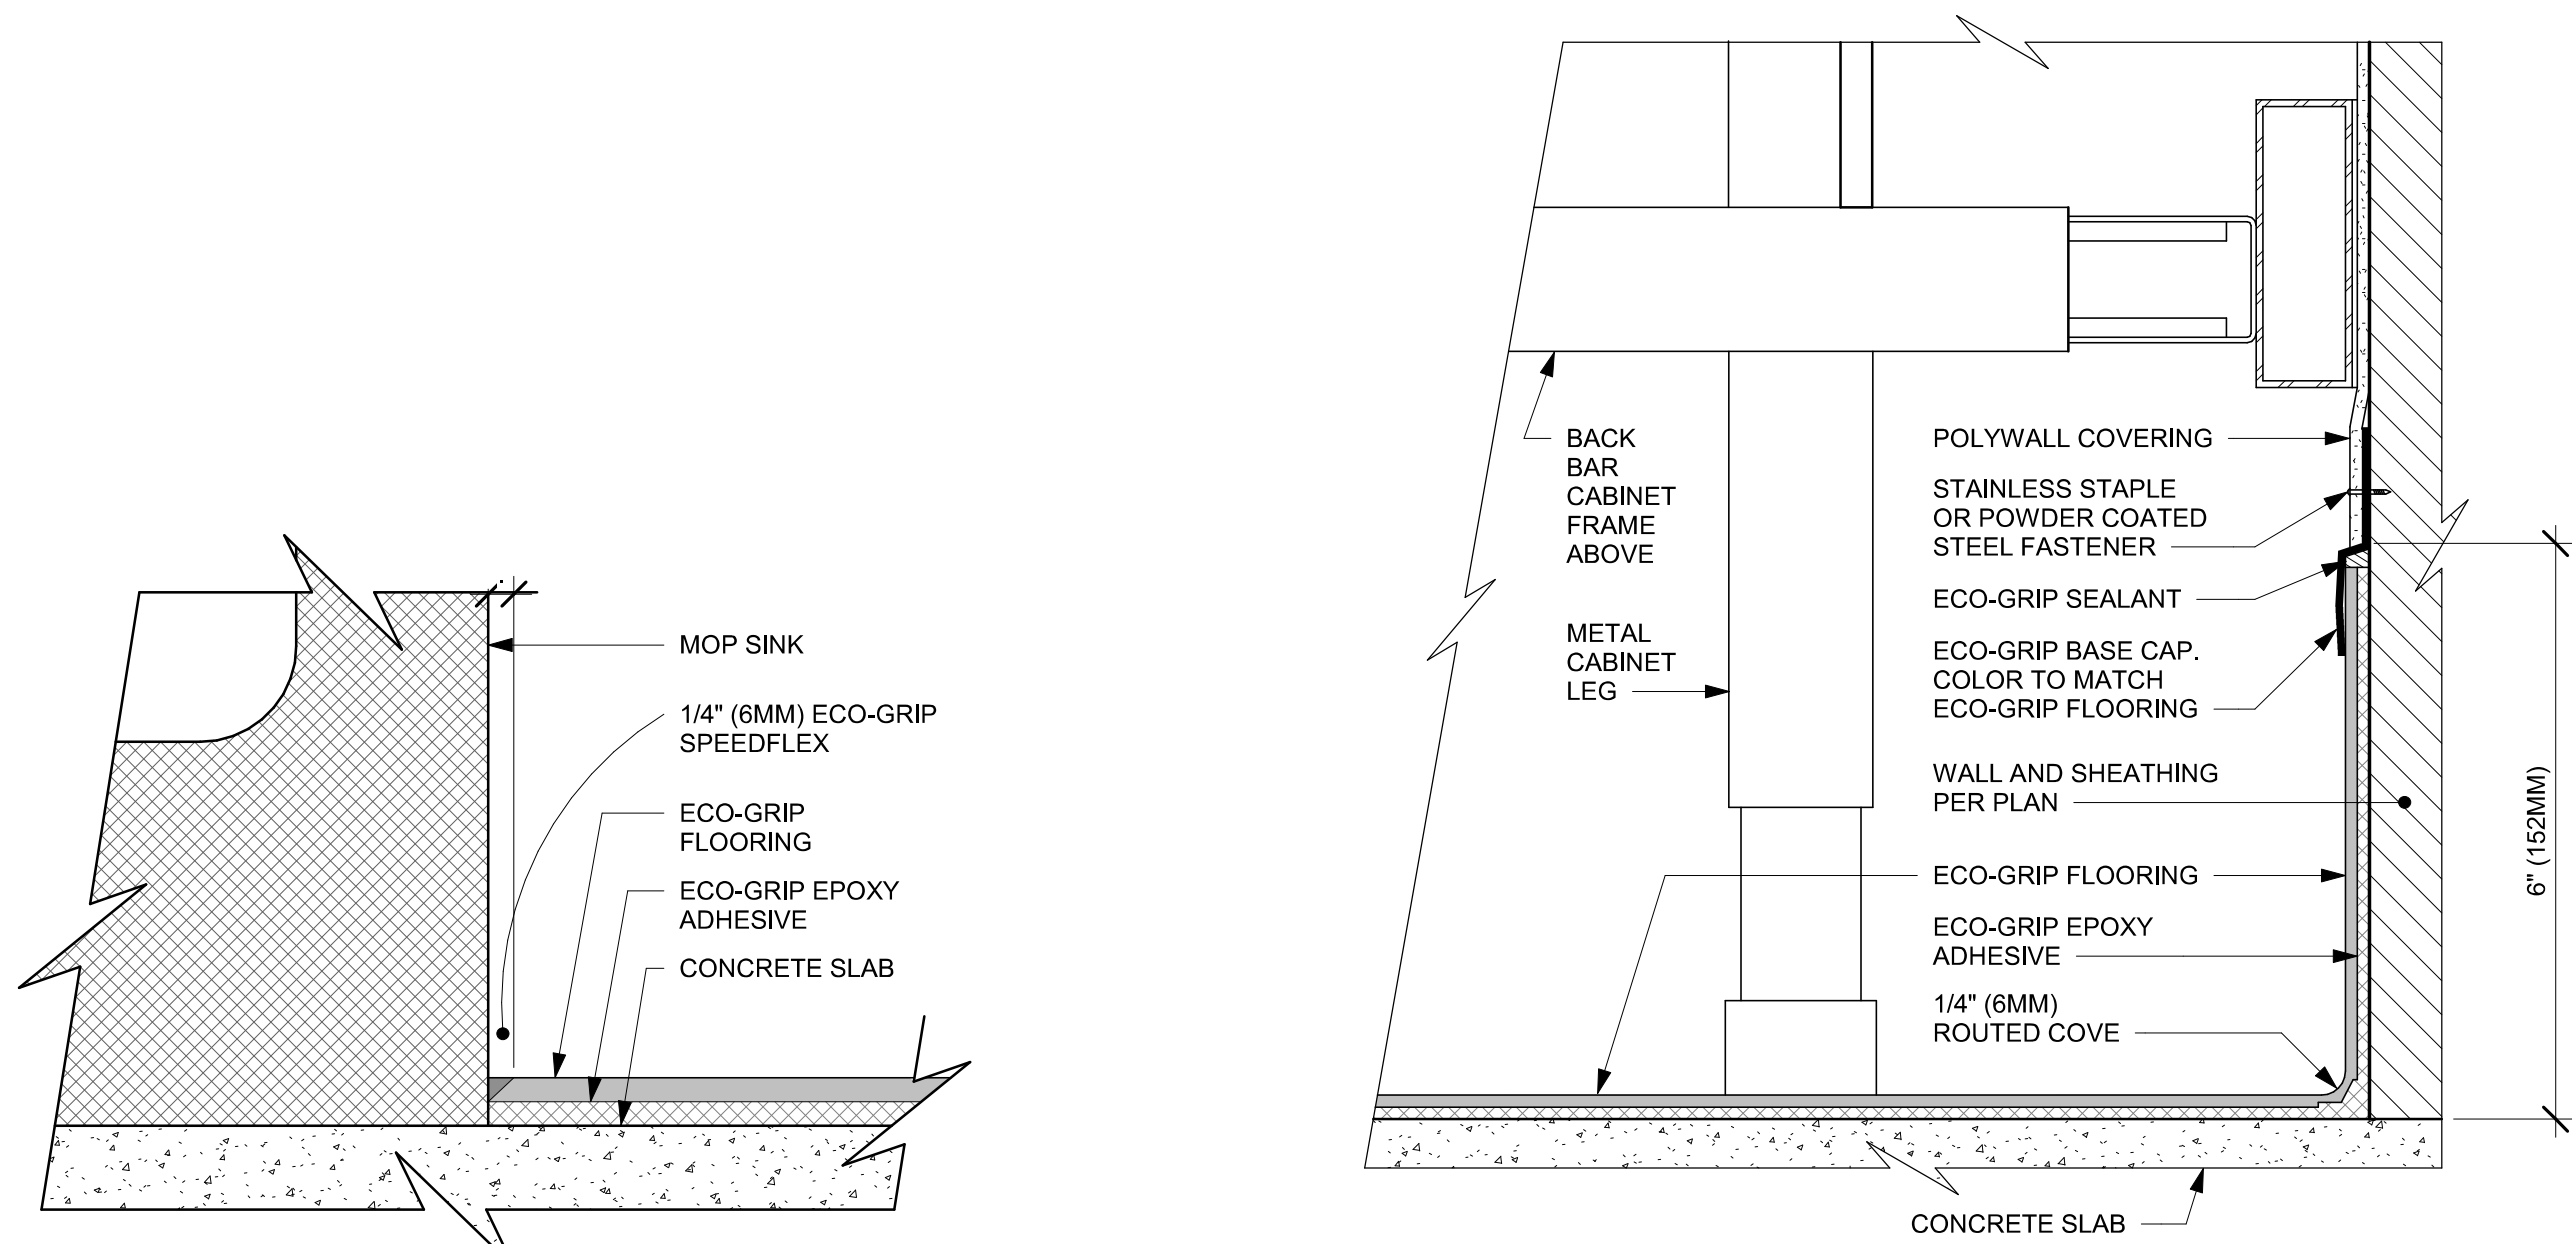 MOP SINK
1/4" (6MM) ECO-GRIP
SPEEDFLEX
ECO-GRIP
FLOORING
ECO-GRIP EPOXY
ADHESIVE
CONCRETE SLAB
BACK
BAR
CABINET
FRAME
ABOVE
METAL
CABINET
LEG
POLYWALL COVERING
STAINLESS STAPLE
OR POWDER COATED
STEEL FASTENER
ECO-GRIP SEALANT
ECO-GRIP BASE CAP.
COLOR TO MATCH
ECO-GRIP FLOORING
WALL AND SHEATHING
PER PLAN
ECO-GRIP FLOORING
ECO-GRIP EPOXY
ADHESIVE
1/4" (6MM)
ROUTED COVE
6" (152MM)
CONCRETE SLAB